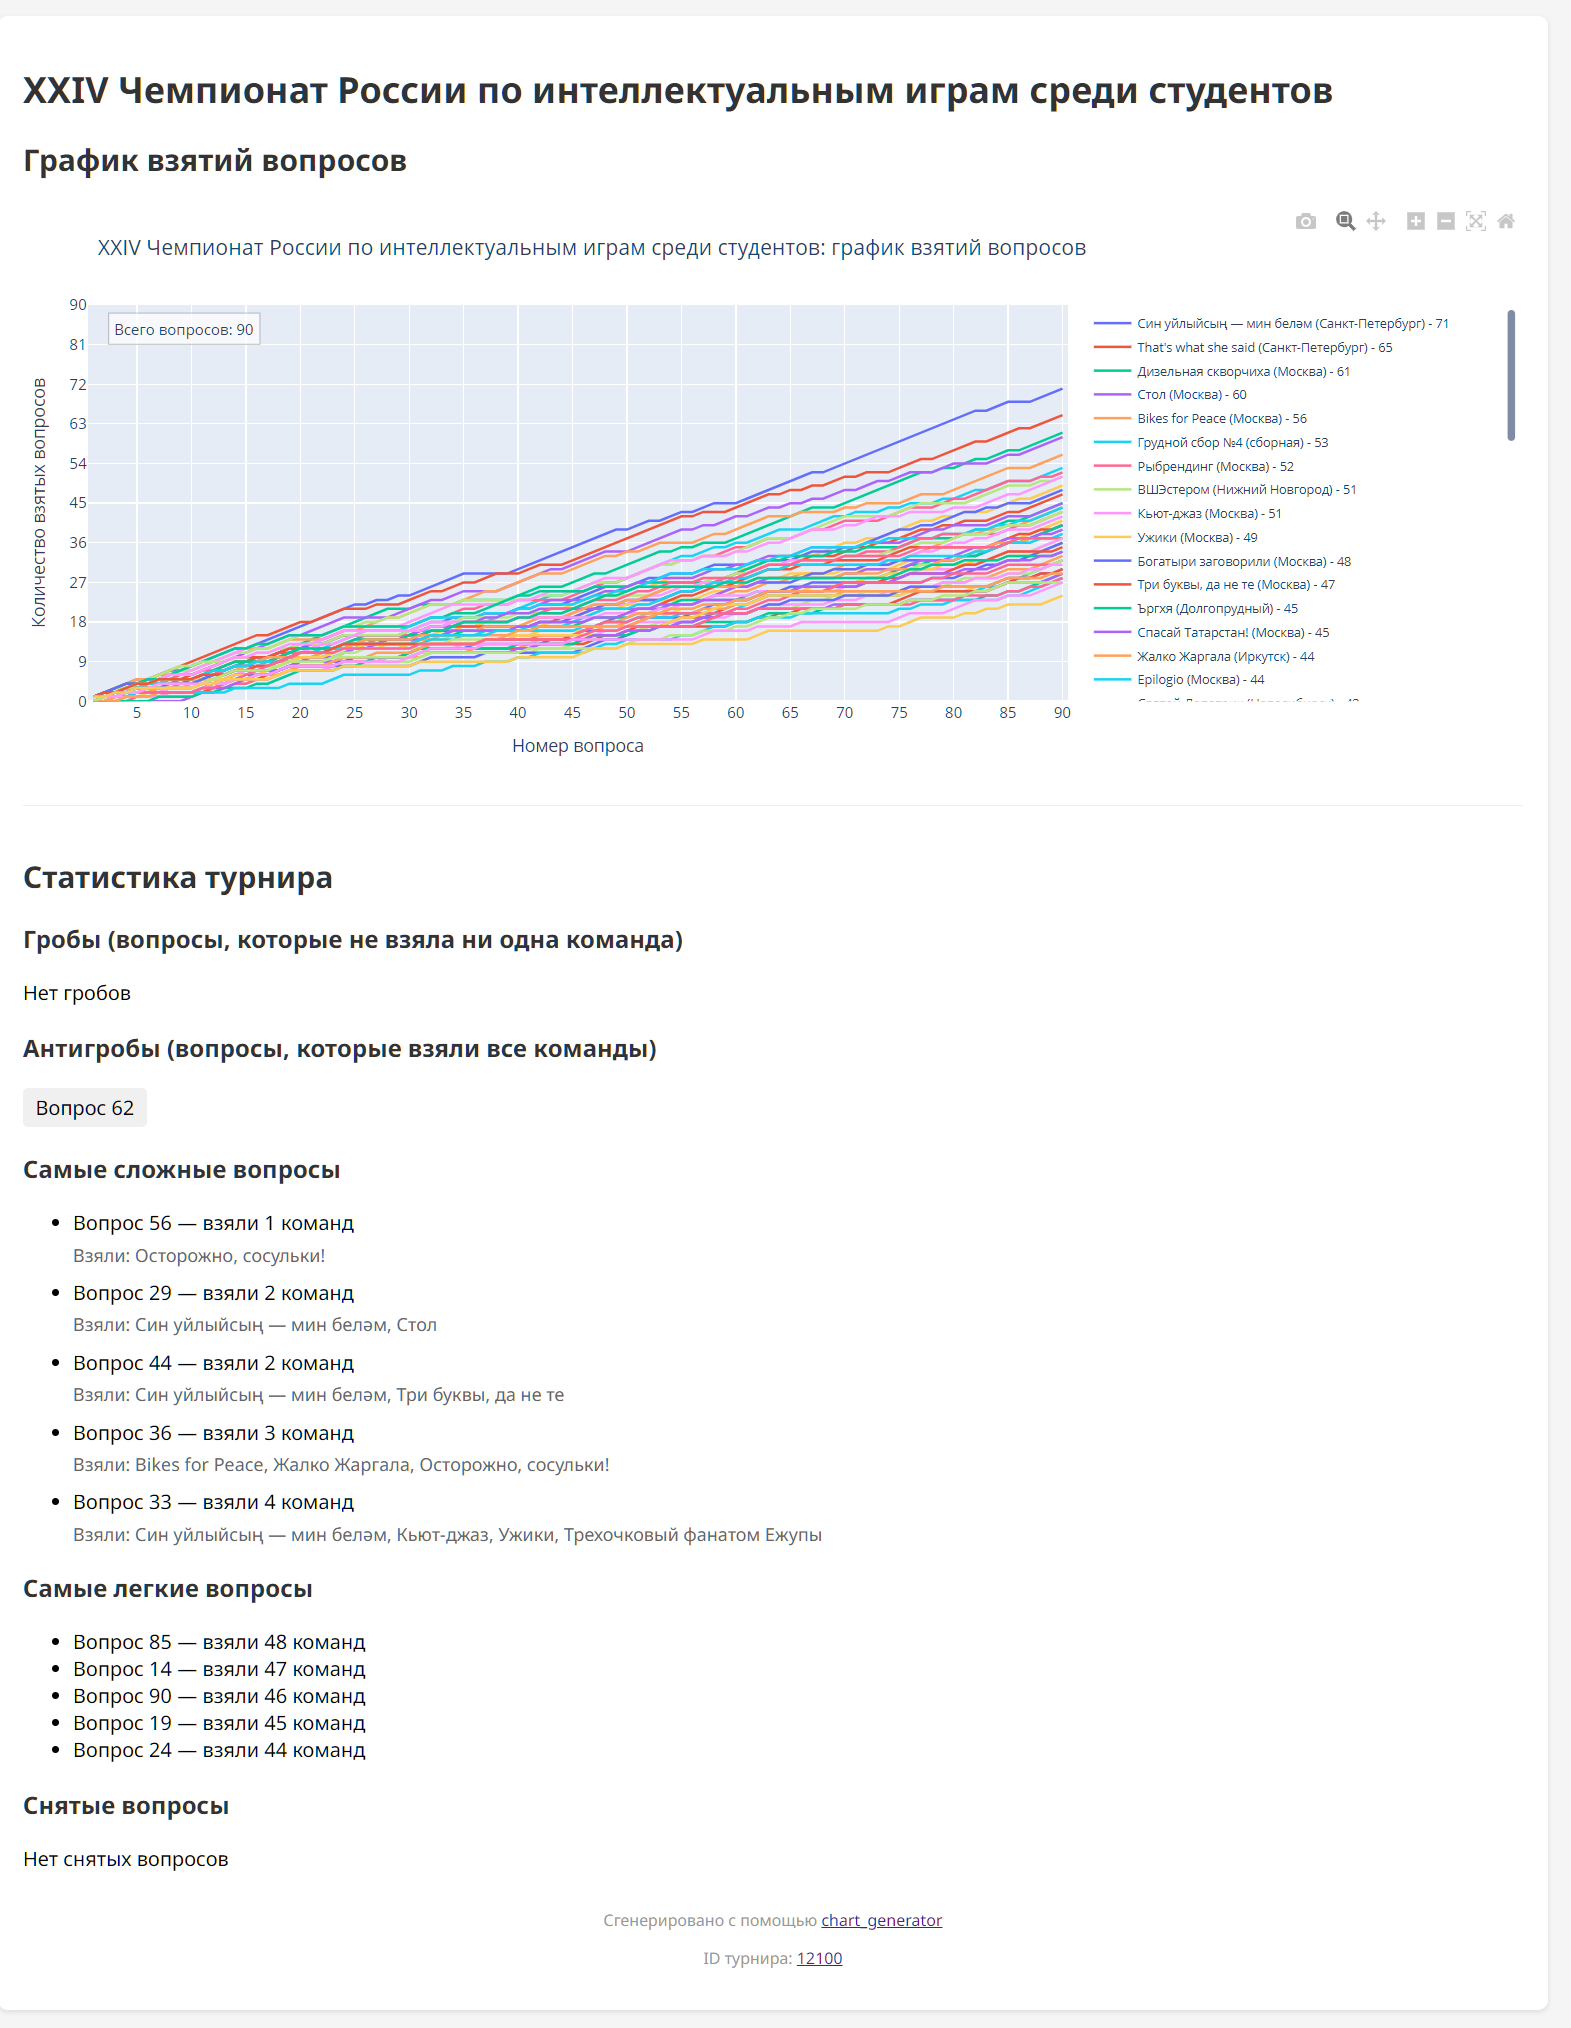 XXIV Чемпионат России по интеллектуальным играм среди студентов
График взятий вопросов
XXIV Чемпионат России по интеллектуальным играм среди студентов: график взятий вопросов
90
81
72
63
54
45
36
27
18
9
0
Количество взятых вопросов
Всего вопросов: 90
5 10 15 20 25 30 35 40 45 50 55 60 65 70 75 80 85 90
Номер вопроса
Син уйлыйсың — мин беләм (Санкт-Петербург) - 71
That's what she said (Санкт-Петербург) - 65
Дизельная скворчиха (Москва) - 61
Стол (Москва) - 60
Bikes for Peace (Москва) - 56
Грудной сбор №4 (сборная) - 53
Рыбрендинг (Москва) - 52
ВШЭстером (Нижний Новгород) - 51
Кьют-джаз (Москва) - 51
Ужики (Москва) - 49
Богатыри заговорили (Москва) - 48
Три буквы, да не те (Москва) - 47
Ъргхя (Долгопрудный) - 45
Спасай Татарстан! (Москва) - 45
Жалко Жаргала (Иркутск) - 44
Epilogio (Москва) - 44
Статистика турнира
Гробы (вопросы, которые не взяла ни одна команда)
Нет гробов
Антигробы (вопросы, которые взяли все команды)
Вопрос 62
Самые сложные вопросы
Вопрос 56 — взяли 1 команд
Взяли: Осторожно, сосульки!
Вопрос 29 — взяли 2 команд
Взяли: Син уйлыйсың — мин беләм, Стол
Вопрос 44 — взяли 2 команд
Взяли: Син уйлыйсың — мин беләм, Три буквы, да не те
Вопрос 36 — взяли 3 команд
Взяли: Bikes for Peace, Жалко Жаргала, Осторожно, сосульки!
Вопрос 33 — взяли 4 команд
Взяли: Син уйлыйсың — мин беләм, Кьют-джаз, Ужики, Трехочковый фанатом Ежупы
Самые легкие вопросы
Вопрос 85 — взяли 48 команд
Вопрос 14 — взяли 47 команд
Вопрос 90 — взяли 46 команд
Вопрос 19 — взяли 45 команд
Вопрос 24 — взяли 44 команд
Снятые вопросы
Нет снятых вопросов
Сгенерировано с помощью chart_generator
ID турнира: 12100